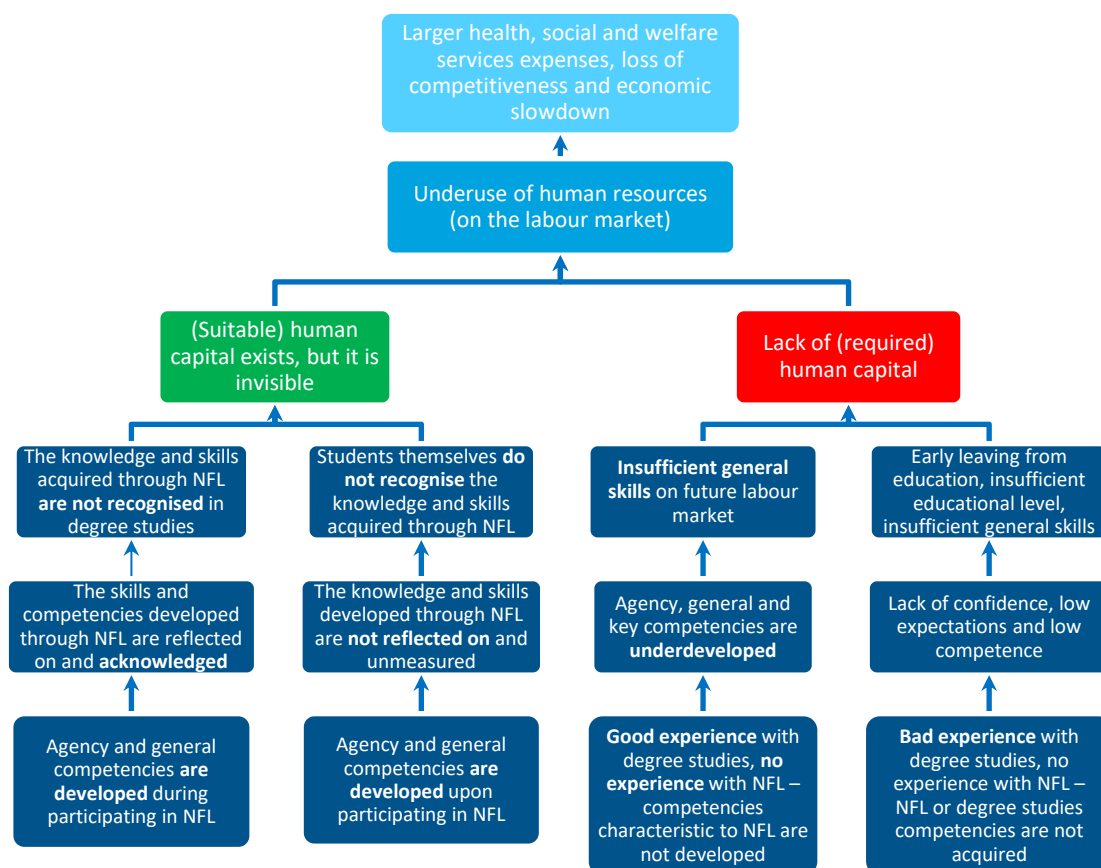 Larger health, social and welfare
services expenses, loss of
competitiveness and economic
slowdown
Underuse of human resources
(on the labour market)
(Suitable) human
capital exists, but it is
invisible
Lack of (required)
human capital
The knowledge and skills
acquired through NFL
are not recognised in
degree studies
Students themselves do
not recognise the
knowledge and skills
acquired through NFL
Insufficient general
skills on future labour
market
Early leaving from
education, insufficient
educational level,
insufficient general skills
The skills and
competencies developed
through NFL are reflected
on and acknowledged
The knowledge and skills
developed through NFL
are not reflected on and
unmeasured
Agency, general and
key competencies are
underdeveloped
Lack of confidence, low
expectations and low
competence
Agency and general
competencies are
developed during
participating in NFL
Agency and general
competencies are
developed upon
participating in NFL
Good experience with
degree studies, no
experience with NFL –
competencies
characteristic to NFL are
not developed
Bad experience with
degree studies, no
experience with NFL –
NFL or degree studies
competencies are not
acquired